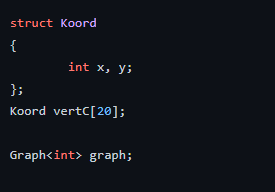 struct Koord
{
        int x, y;
};
Koord vertC[20];

Graph<int> graph;